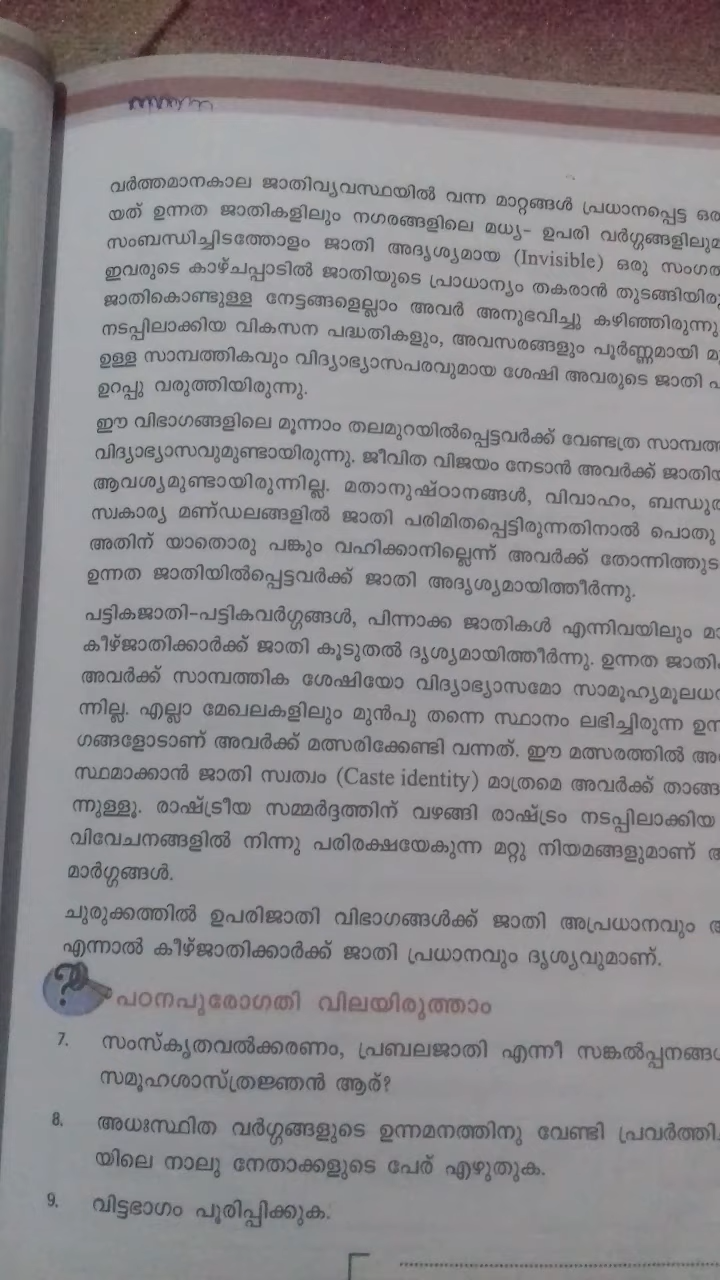 വർത്തമാനകാല ജാതിവ്യവസ്ഥയിൽ വന്ന മാറ്റങ്ങൾ പ്രധാനപ്പെട്ട
യത് ഉന്നത ജാതികളിലും നഗരങ്ങളിലെ മധ്യ- ഉപരി വർഗ്ഗങ്ങളിലുമ
സംബന്ധിച്ചിടത്തോളം ജാതി അദൃശ്യമായ (Invisible) ഒരു
ഇവരുടെ കാഴ്ചപ്പാടിൽ ജാതിയുടെ പ്രാധാന്യം തകരാൻ
ജാതികൊണ്ടുള്ള നേട്ടങ്ങളെല്ലാം അവർ അനുഭവിച്ചു കഴിഞ്ഞിരുന്നു
നടപ്പിലാക്കിയ വികസന പദ്ധതികളും, അവസരങ്ങളും പൂർണ്ണമായി
ഉള്ള സാമ്പത്തികവും വിദ്യാഭ്യാസപരവുമായ ശേഷി അവരുടെ ജാതി
ഉറപ്പു വരുത്തിയിരുന്നു.
ഈ വിഭാഗങ്ങളിലെ മൂന്നാം തലമുറയിൽപ്പെട്ടവർക്ക് വേണ്ടത്ര
വിദ്യാഭ്യാസവുമുണ്ടായിരുന്നു. ജീവിത വിജയം നേടാൻ അവർക്ക്
ആവശ്യമുണ്ടായിരുന്നില്ല. മതാനുഷ്ഠാനങ്ങൾ, വിവാഹം,
സ്വകാര്യ മണ്ഡലങ്ങളിൽ ജാതി പരിമിതപ്പെട്ടിരുന്നതിനാൽ പൊതു
അതിന് യാതൊരു പങ്കും വഹിക്കാനില്ലെന്ന് അവർക്ക്
ഉന്നത ജാതിയിൽപ്പെട്ടവർക്ക് ജാതി അദൃശ്യമായിത്തീർന്നു.
പട്ടികജാതി-പട്ടികവർഗ്ഗങ്ങൾ, പിന്നാക്ക ജാതികൾ എന്നിവയിലും
കീഴ്ജാതിക്കാർക്ക് ജാതി കൂടുതൽ ദൃശ്യമായിത്തീർന്നു. ഉന്നത
അവർക്ക് സാമ്പത്തിക ശേഷിയോ വിദ്യാഭ്യാസമോ
ന്നില്ല. എല്ലാ മേഖലകളിലും മുൻപു തന്നെ സ്ഥാനം ലഭിച്ചിരുന്ന
ഗങ്ങളോടാണ് അവർക്ക് മത്സരിക്കേണ്ടി വന്നത്. ഈ മത്സരത്തിൽ
സ്ഥമാക്കാൻ ജാതി സ്വത്വം (Caste identity) മാത്രമെ അവർക്ക്
ന്നുള്ളൂ. രാഷ്ട്രീയ സമ്മർദ്ദത്തിന് വഴങ്ങി രാഷ്ട്രം നടപ്പിലാക്കിയ
വിവേചനങ്ങളിൽ നിന്നു പരിരക്ഷയേകുന്ന മറ്റു നിയമങ്ങളുമാണ്
മാർഗ്ഗങ്ങൾ.
ചുരുക്കത്തിൽ ഉപരിജാതി വിഭാഗങ്ങൾക്ക് ജാതി അപ്രധാനവും
എന്നാൽ കീഴ്ജാതിക്കാർക്ക് ജാതി പ്രധാനവും ദൃശ്യവുമാണ്.
പഠനപുരോഗതി വിലയിരുത്താം
7. സംസ്കൃതവൽക്കരണം, പ്രബലജാതി എന്നീ
സമൂഹശാസ്ത്രജ്ഞൻ ആര്?
8. അധഃസ്ഥിത വർഗ്ഗങ്ങളുടെ ഉന്നമനത്തിനു വേണ്ടി
യിലെ നാലു നേതാക്കളുടെ പേര് എഴുതുക.
9. വിട്ടഭാഗം പൂരിപ്പിക്കുക.